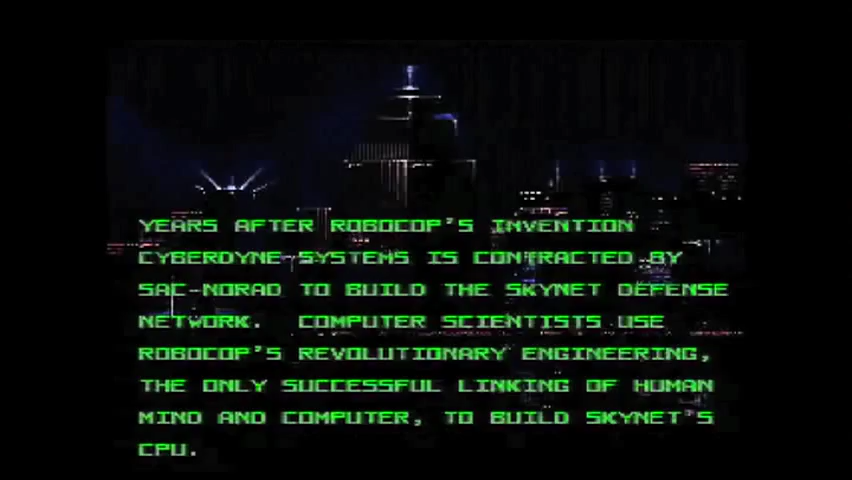 YEARS AFTER ROBOCOP'S INVENTION
CYBERDYNE SYSTEMS IS CONTRACTED BY
SAC-NORAD TO BUILD THE SKYNET DEFENSE
NETWORK. COMPUTER SCIENTISTS USE
ROBOCOP'S REVOLUTIONARY ENGINEERING,
THE ONLY SUCCESSFUL LINKING OF HUMAN
MIND AND COMPUTER, TO BUILD SKYNET'S
CPU.